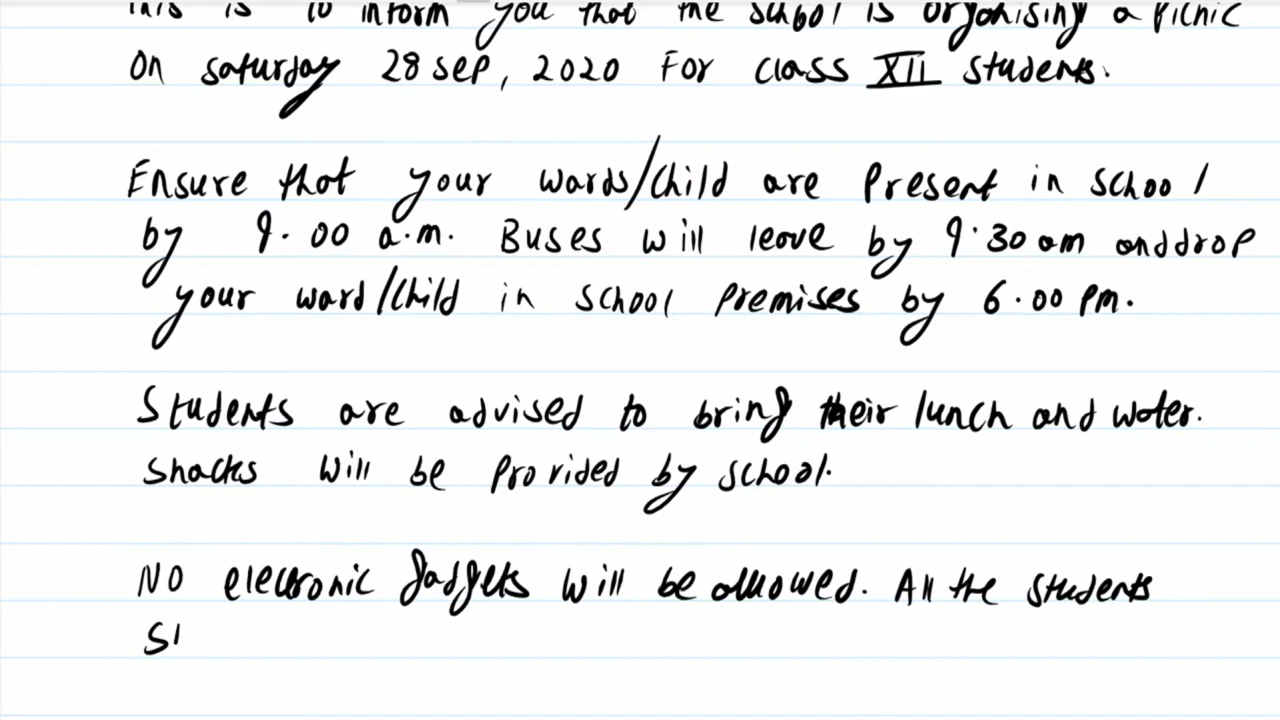 This is to inform you that the school is organising a picnic
on saturday 28 sep, 2020 For class XII students.
Ensure that your wards/child are present in school
by 9.00 a.m. Buses will leave by 9.30 am and drop
your ward/child in school premises by 6.00 pm.
Students are advised to bring their lunch and water.
snacks will be provided by school.
NO electronic gadgets will be allowed. All the students